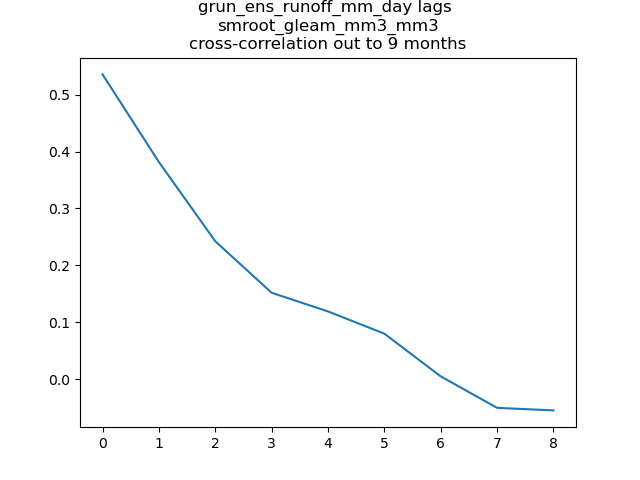 grun_ens_runoff_mm_day lags
smroot_gleam_mm3_mm3
cross-correlation out to 9 months
0.5
0.4
0.3
0.2
0.1
0.0
0 1 2 3 4 5 6 7 8